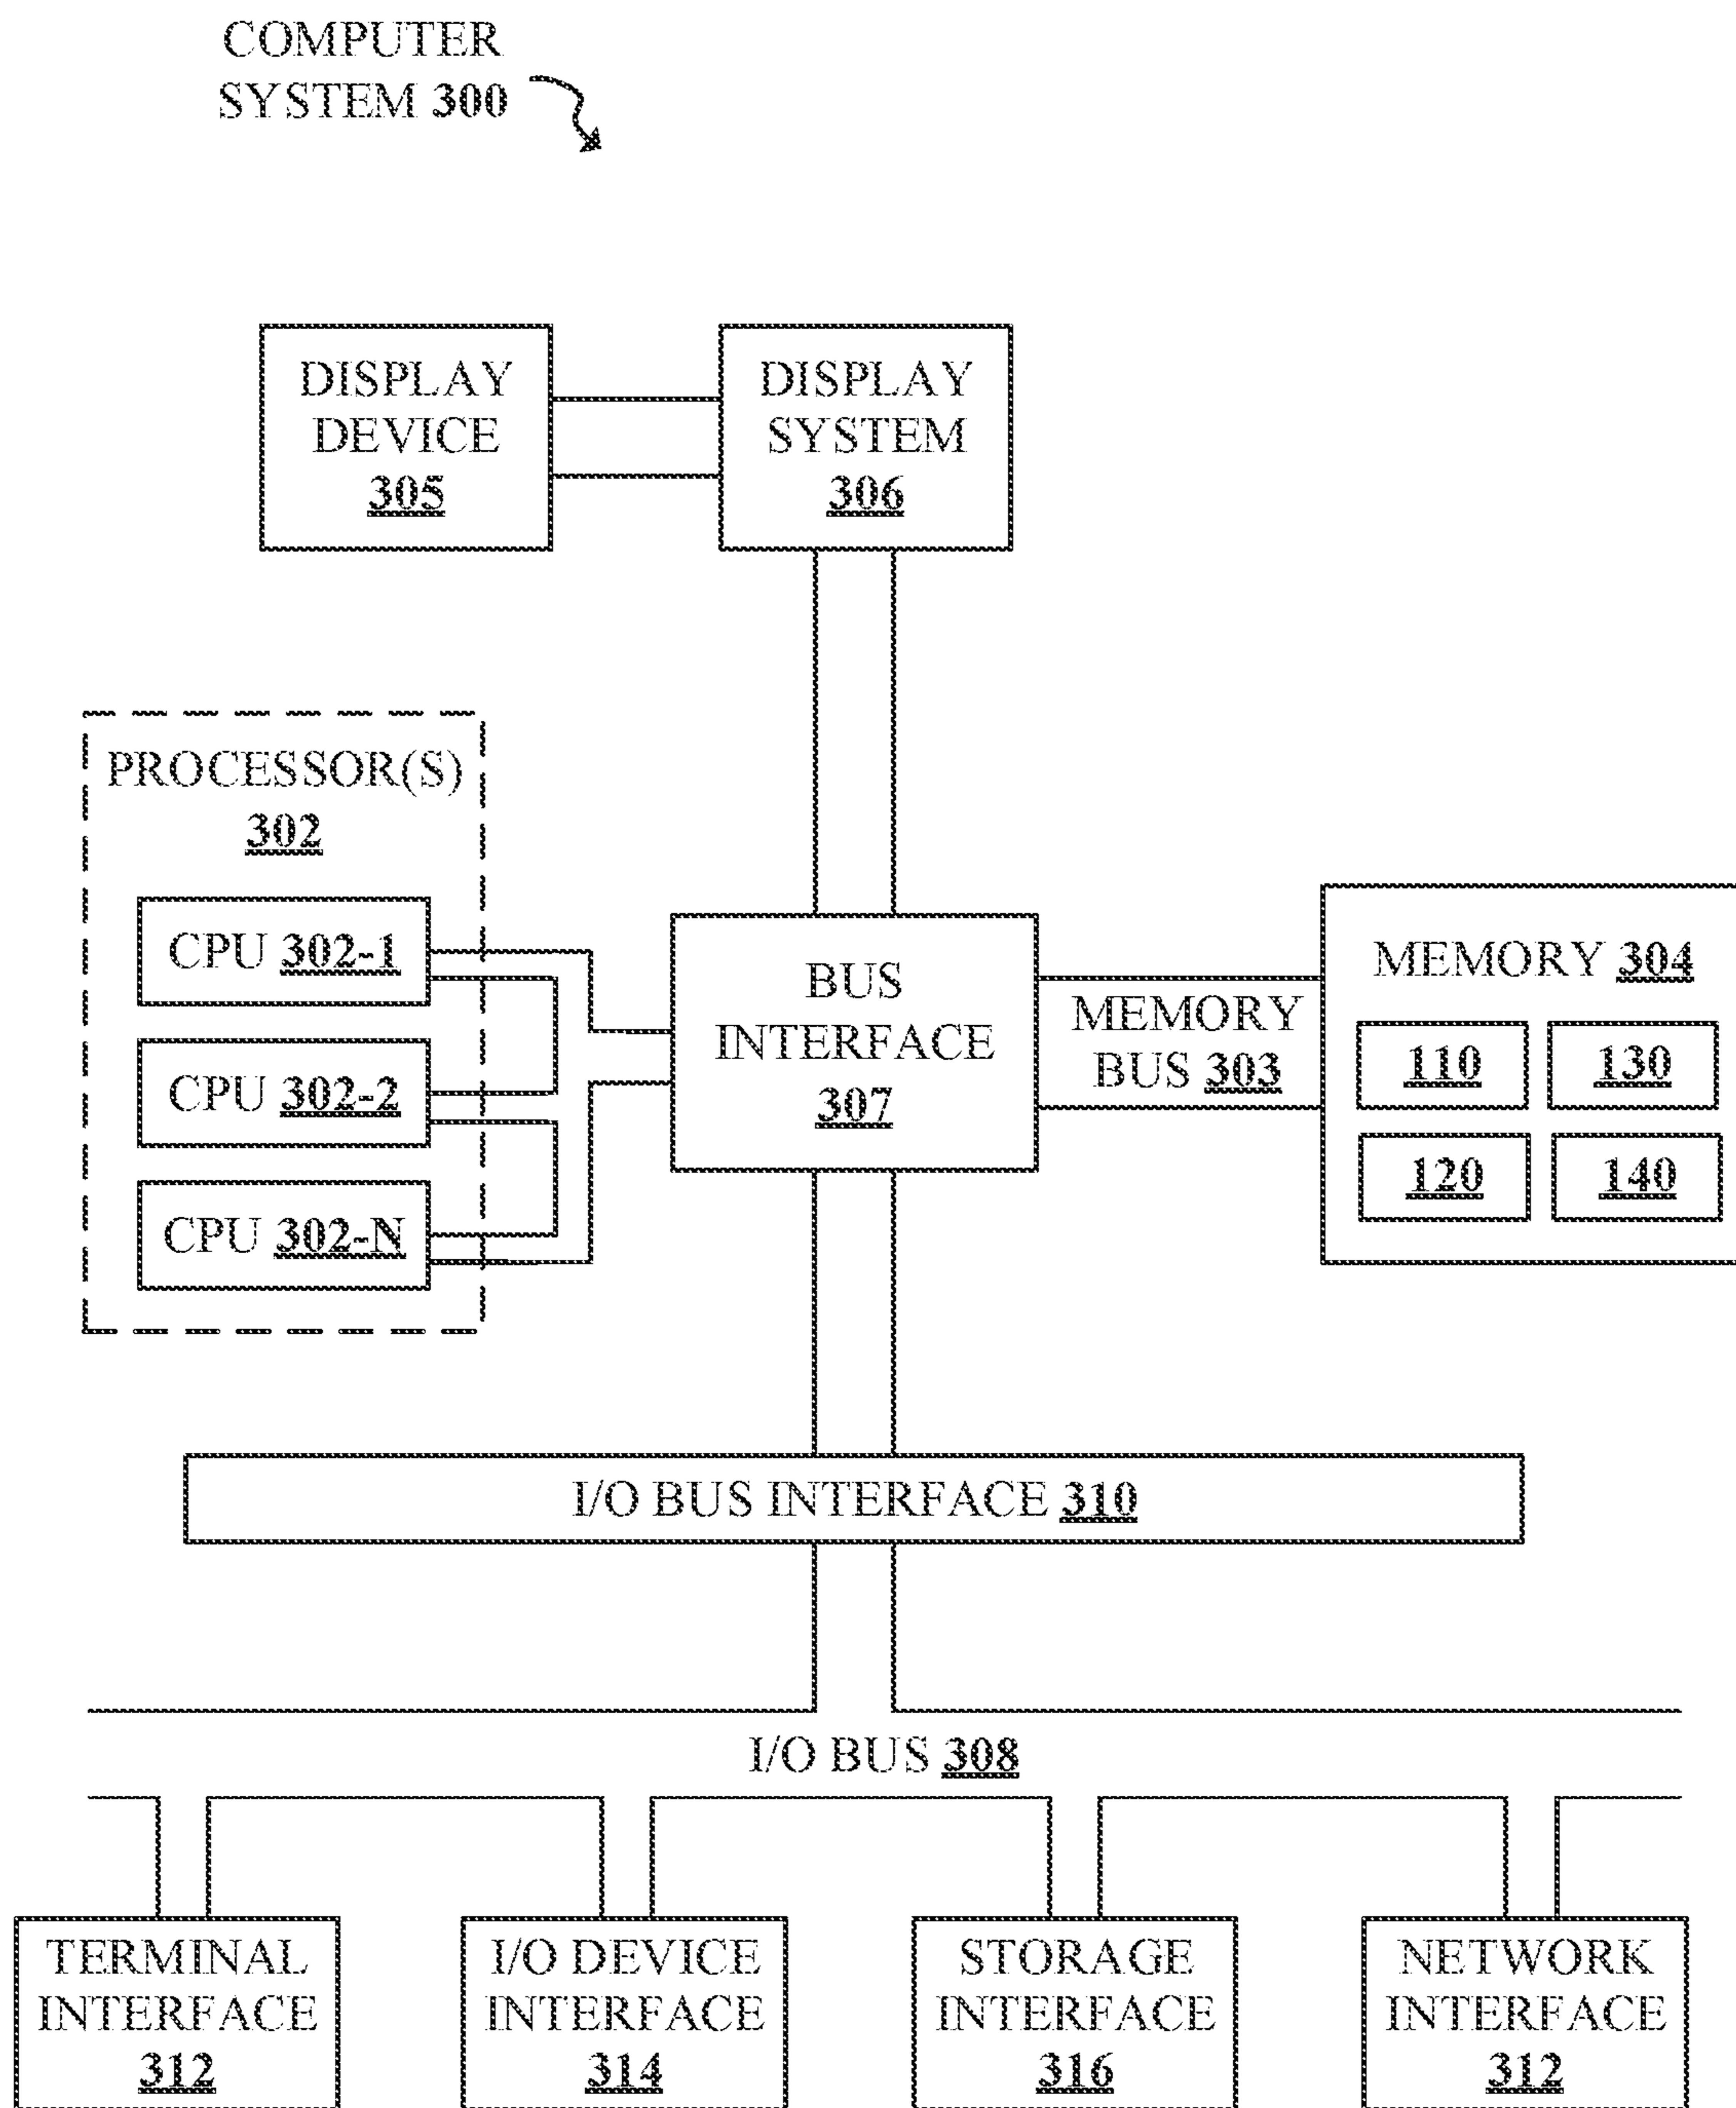 COMPUTER
SYSTEM 300
DISPLAY
DEVICE
305
DISPLAY
SYSTEM
306
PROCESSOR(S)
302
CPU 302-1
CPU 302-2
CPU 302-N
BUS
INTERFACE
307
MEMORY
BUS 303
MEMORY 304
110
130
120
140
I/O BUS INTERFACE 310
I/O BUS 308
TERMINAL
INTERFACE
312
I/O DEVICE
INTERFACE
314
STORAGE
INTERFACE
316
NETWORK
INTERFACE
312